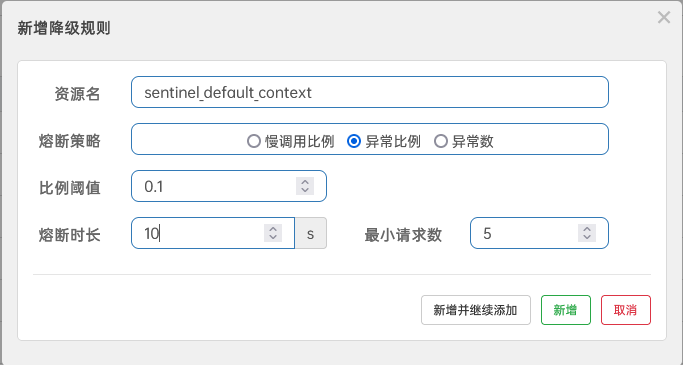 新增降级规则
资源名 sentinel_default_context
熔断策略 慢调用比例 异常比例 异常数
比例阈值 0.1
熔断时长 10 s 最小请求数 5
新增并继续添加 新增 取消